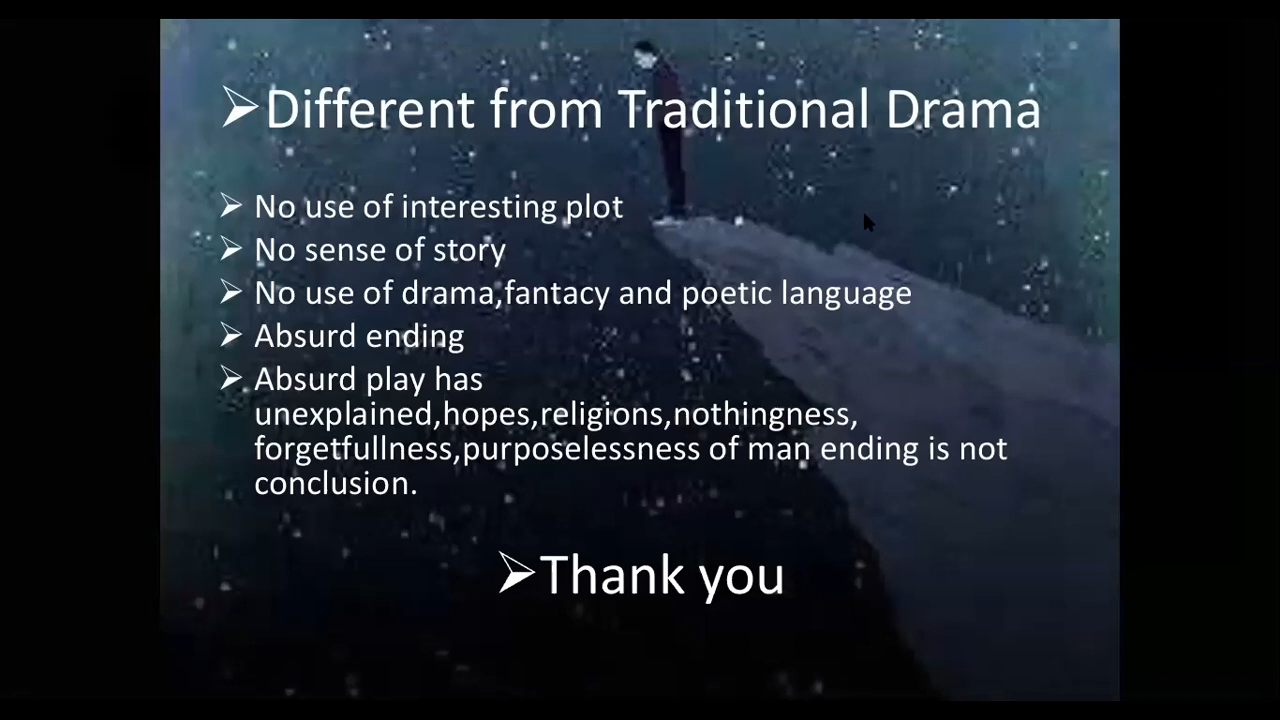 ➢Different from Traditional Drama
➢ No use of interesting plot
➢ No sense of story
➢ No use of drama,fantacy and poetic language
➢ Absurd ending
➢ Absurd play has
unexplained,hopes,religions,nothingness,
forgetfullness,purposelessness of man ending is not
conclusion.
➢Thank you